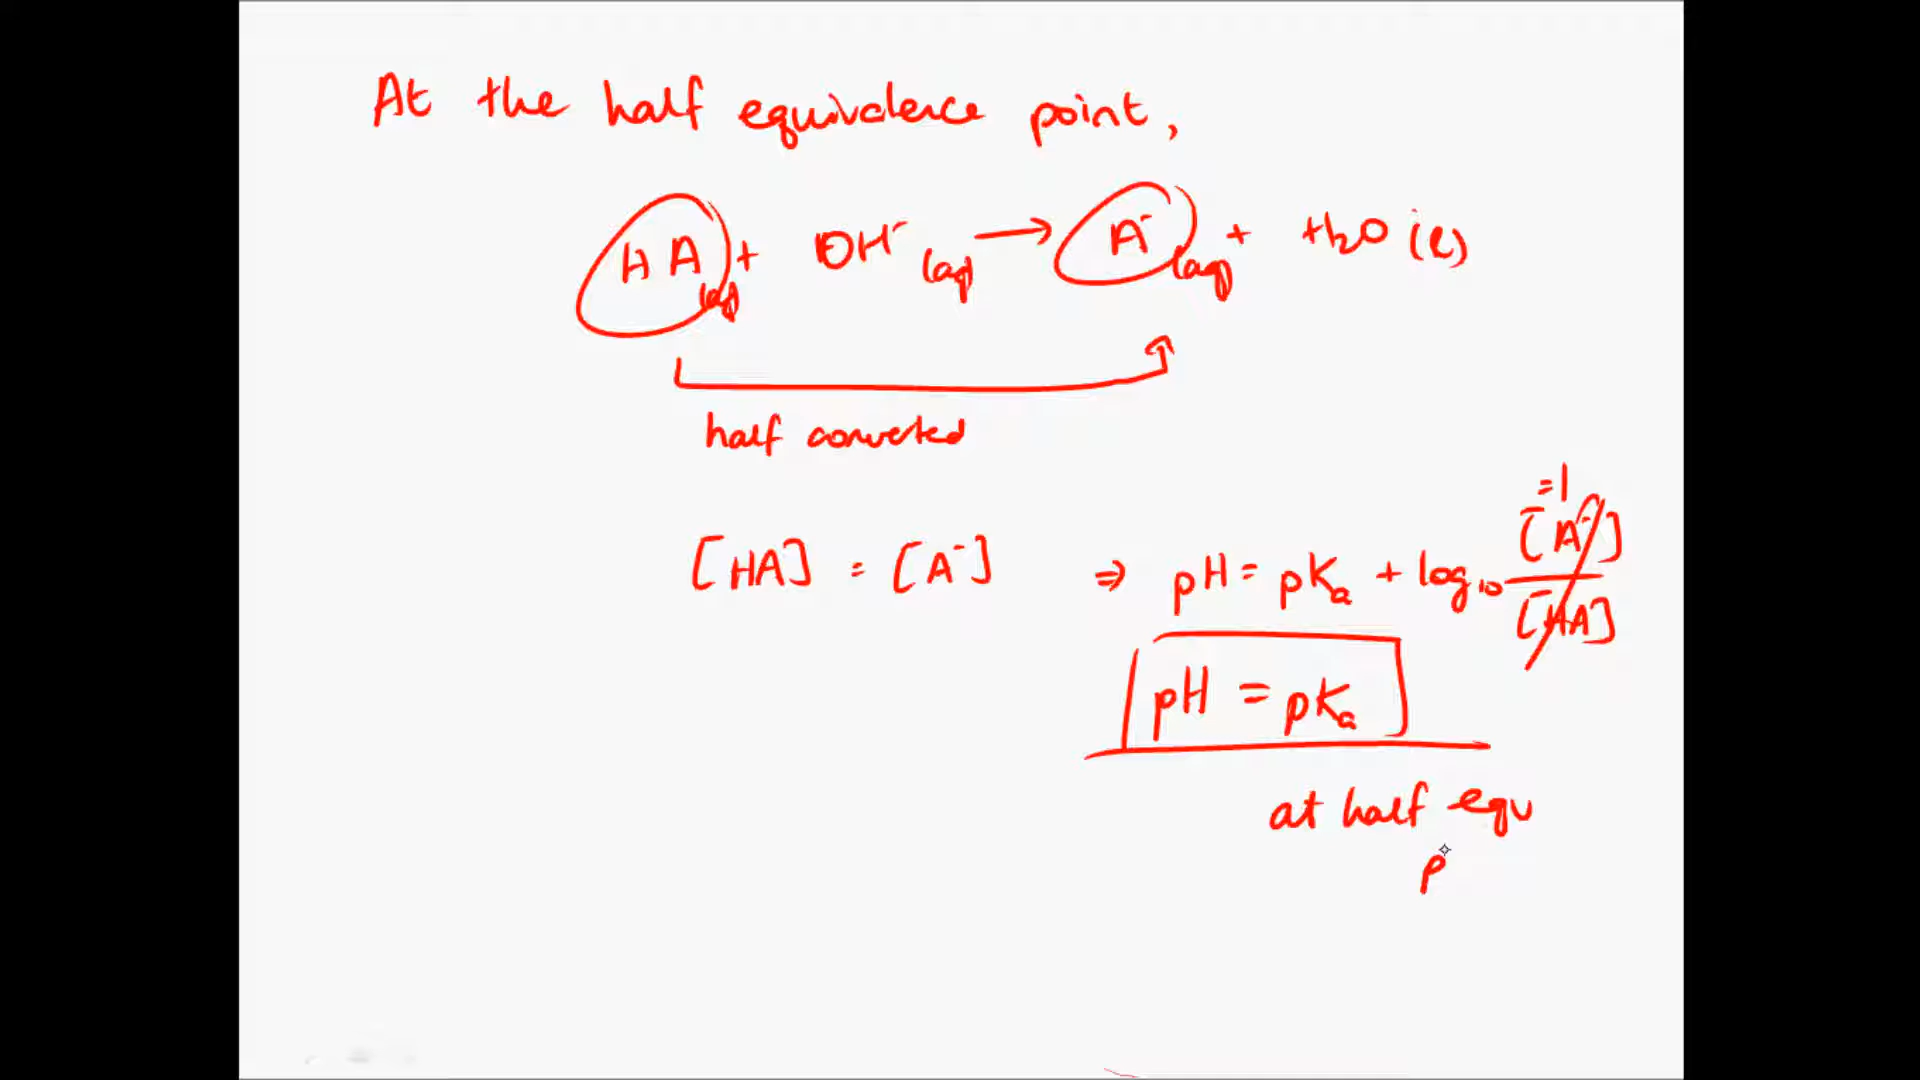 At the half equivalence point,
HA(aq) + OH⁻(aq) → A⁻(aq) + H₂O(l)
half converted
=1
[HA] = [A⁻] ⇒ pH = pKₐ + log₁₀ [A⁻]/[HA]
pH = pKₐ
at half equ
p